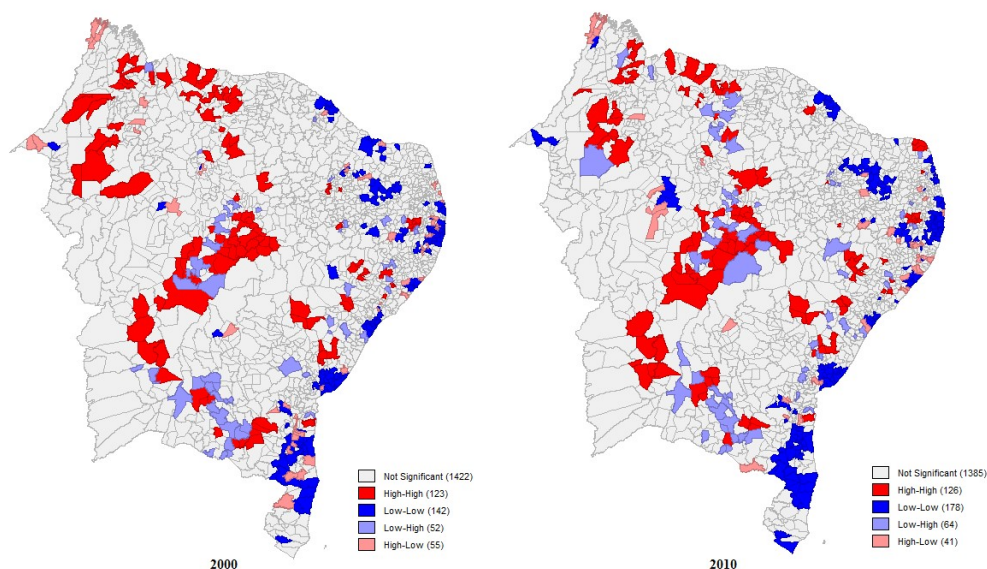 Not Significant (1422)
High-High (123)
Low-Low (142)
Low-High (52)
High-Low (55)
2000
Not Significant (1385)
High-High (126)
Low-Low (178)
Low-High (64)
High-Low (41)
2010